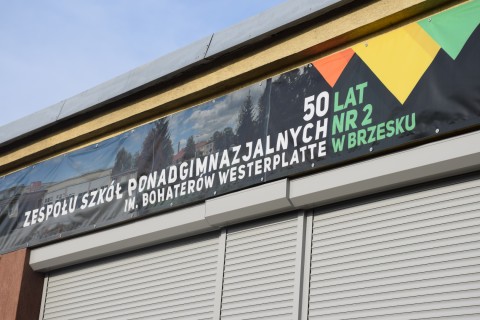 50 LAT
ZESPOŁU SZKÓŁ PONADGIMNAZJALNYCH NR 2
IM. BOHATERÓW WESTERPLATTE W BRZESKU